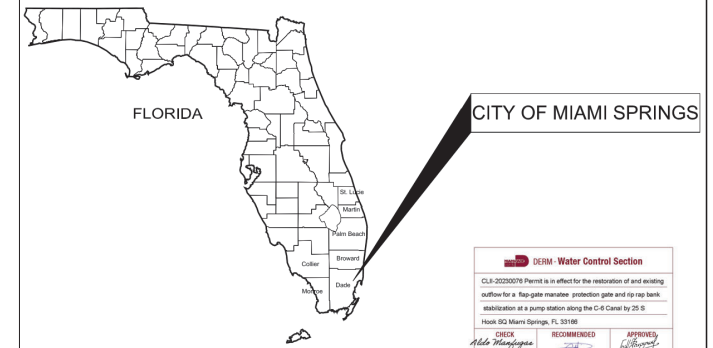 FLORIDA
CITY OF MIAMI SPRINGS
St. Lucie
Martin
Palm Beach
Broward
Collier
Dade
Monroe
DERM - Water Control Section
CLII-20230076 Permit is in effect for the restoration of and existing
outflow for a flap-gate manatee protection gate and rip rap bank
stabilization at a pump station along the C-6 Canal by 25 S
Hook SQ Miami Springs, FL 33166
CHECK RECOMMENDED APPROVED
Aldo Manfugas